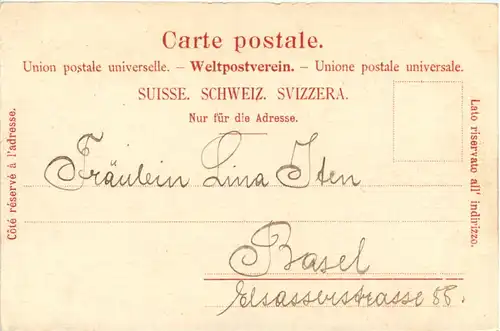 Carte postale.
Union postale universelle. – Weltpostverein. – Unione postale universale.
SUISSE. SCHWEIZ. SVIZZERA.
Nur für die Adresse.
Côté réservé à l'adresse.
Lato riservato all' indirizzo.
Fräulein Lina Iten
Basel
Elsasserstrasse 88.